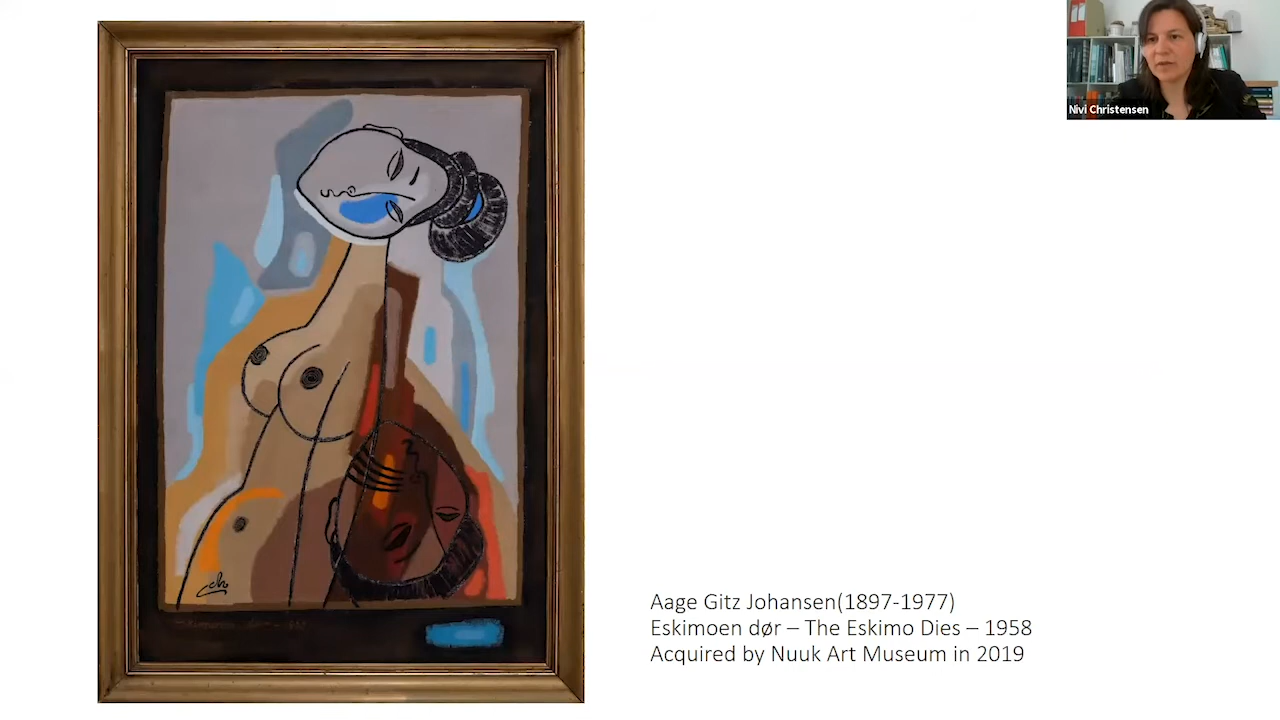 Nivi Christensen
Aage Gitz Johansen(1897-1977)
Eskimoen dør – The Eskimo Dies – 1958
Acquired by Nuuk Art Museum in 2019